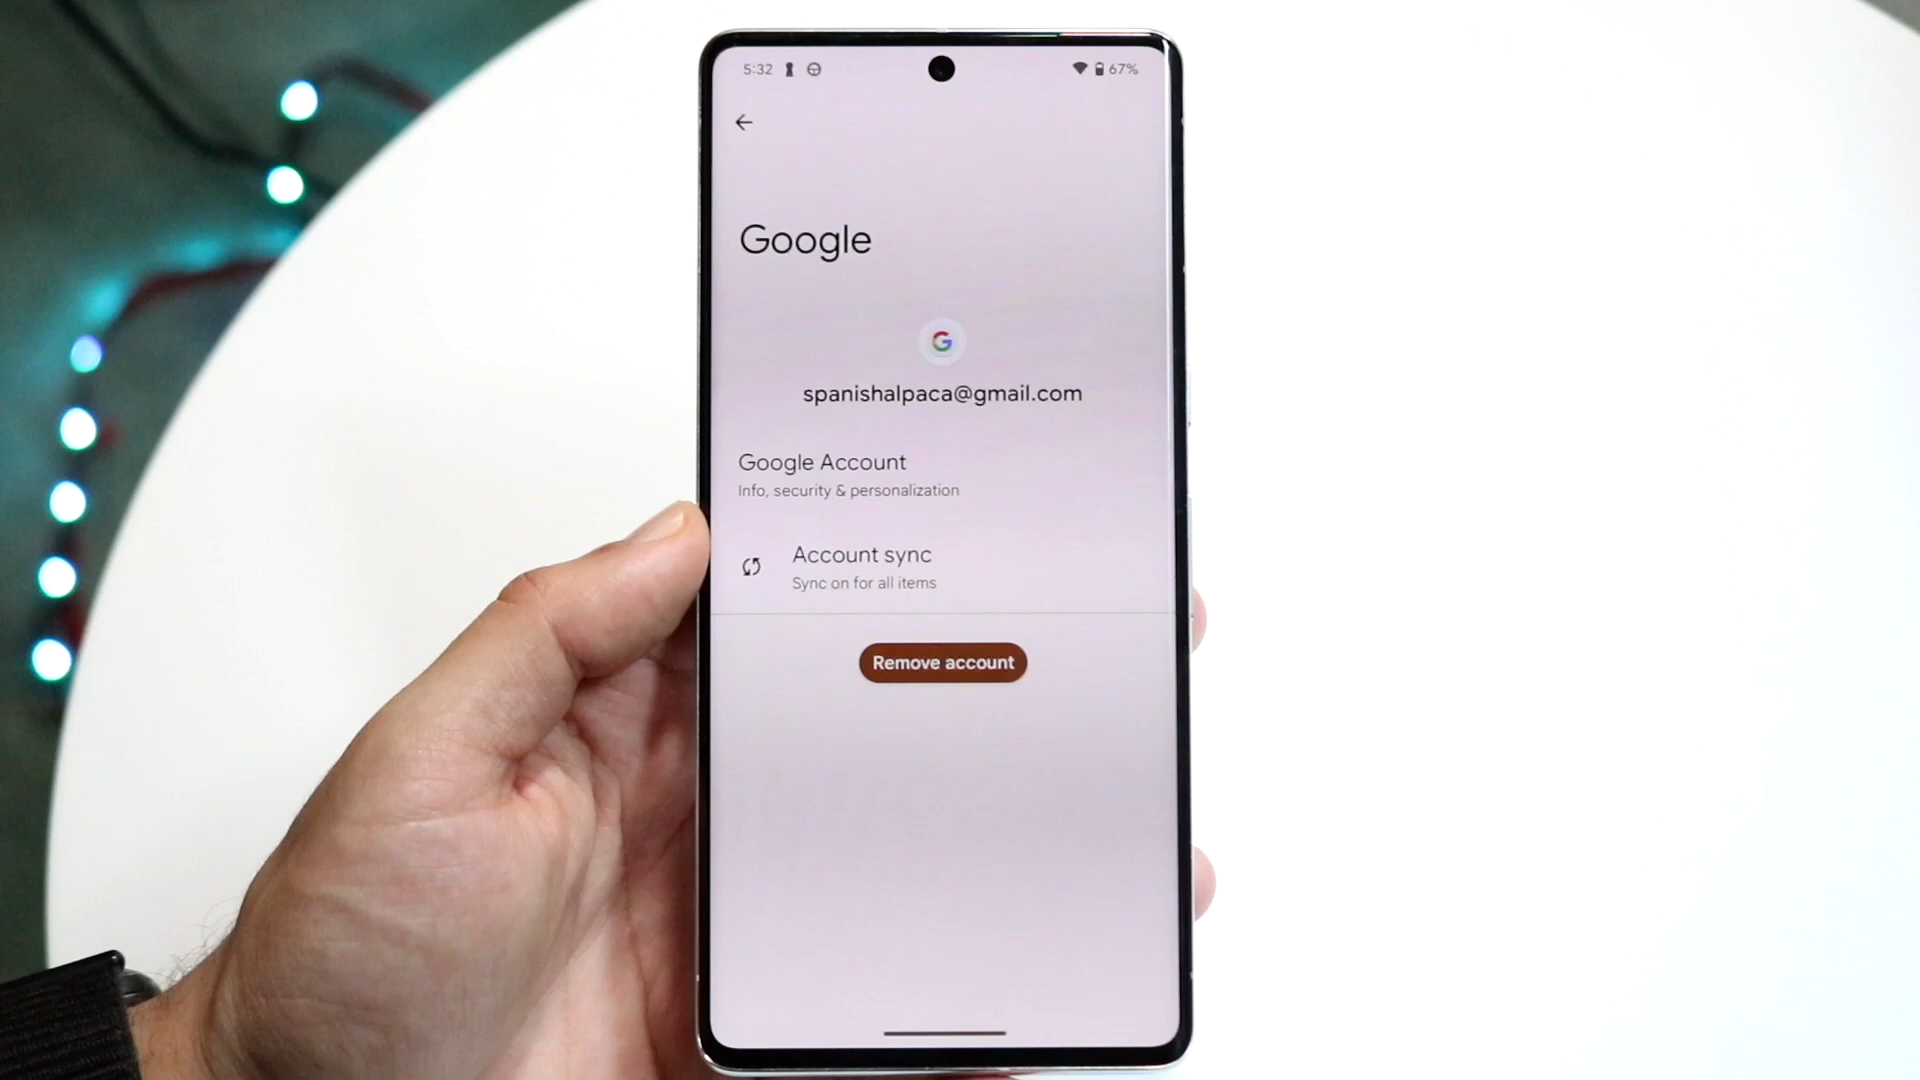 5:32 67%
Google
G
spanishalpaca@gmail.com
Google Account
Info, security & personalization
Account sync
Sync on for all items
Remove account